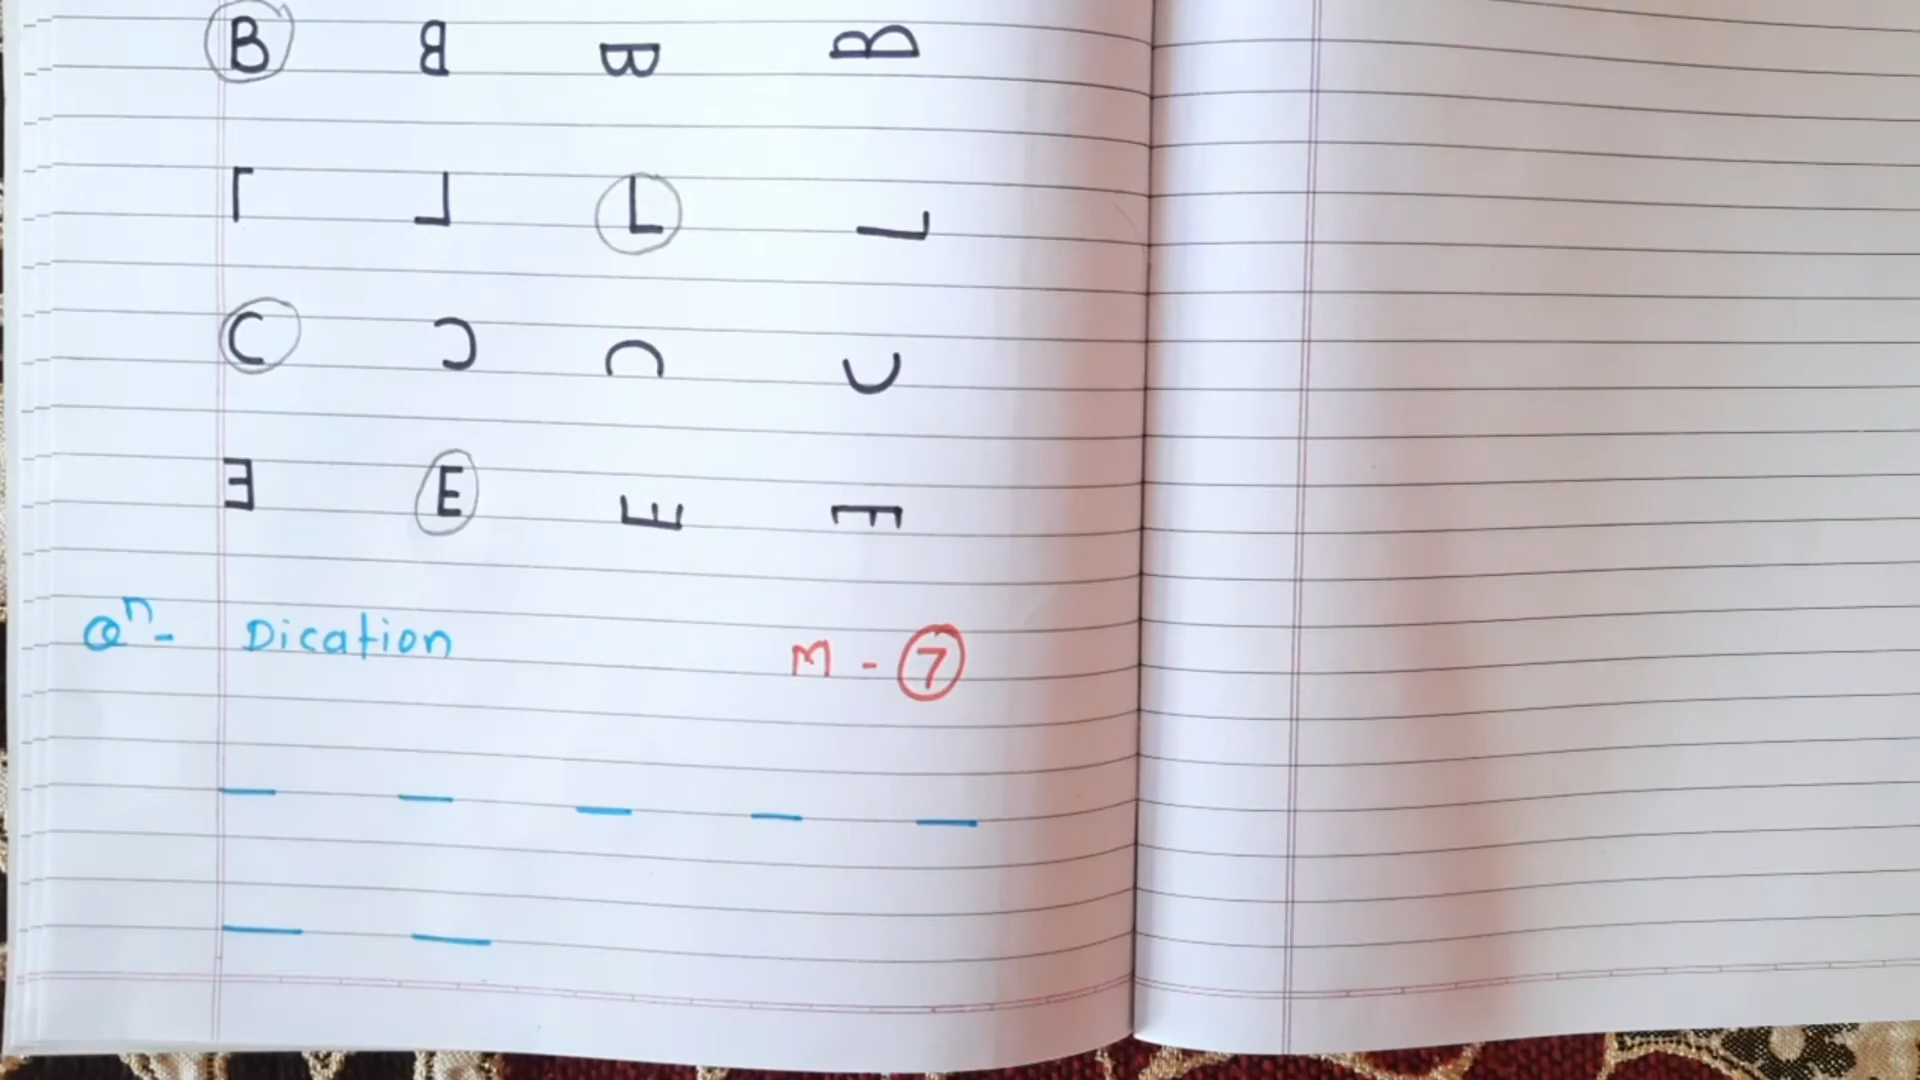 B B B B
L L L L
C C C C
E E E E
Qn- Dication M - 7